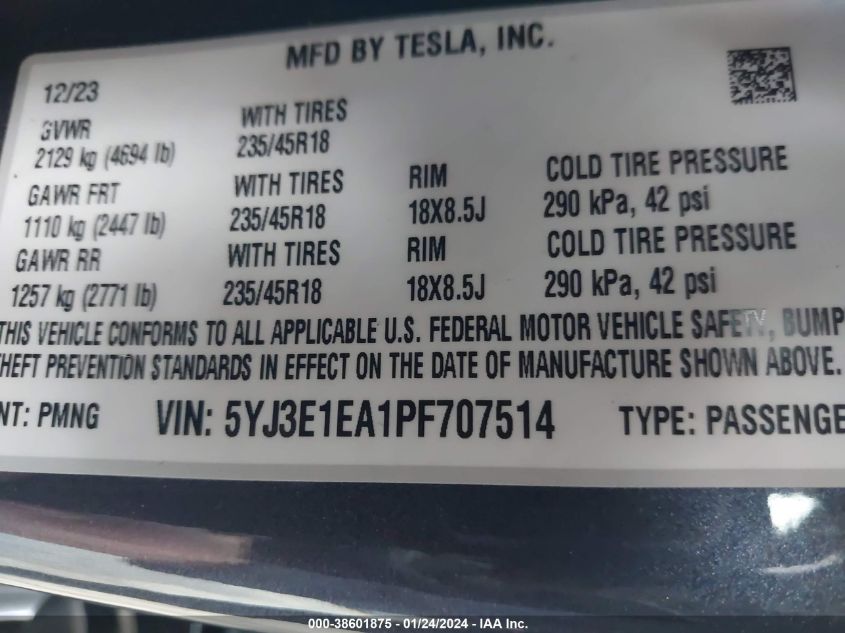 MFD BY TESLA, INC.
12/23
GVWR
2129 kg (4694 lb)
WITH TIRES
235/45R18
GAWR FRT
1110 kg (2447 lb)
WITH TIRES
235/45R18
RIM
18X8.5J
COLD TIRE PRESSURE
290 kPa, 42 psi
GAWR RR
1257 kg (2771 lb)
WITH TIRES
235/45R18
RIM
18X8.5J
COLD TIRE PRESSURE
290 kPa, 42 psi
THIS VEHICLE CONFORMS TO ALL APPLICABLE U.S. FEDERAL MOTOR VEHICLE SAFETY, BUMP
HEFT PREVENTION STANDARDS IN EFFECT ON THE DATE OF MANUFACTURE SHOWN ABOVE.
NT: PMNG VIN: 5YJ3E1EA1PF707514 TYPE: PASSENGE
000-38601875 - 01/24/2024 - IAA Inc.